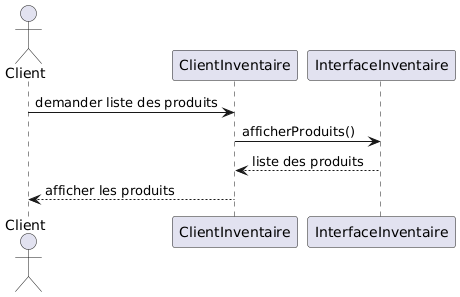 Client
ClientInventaire
InterfaceInventaire
demander liste des produits
afficherProduits()
liste des produits
afficher les produits
Client
ClientInventaire
InterfaceInventaire